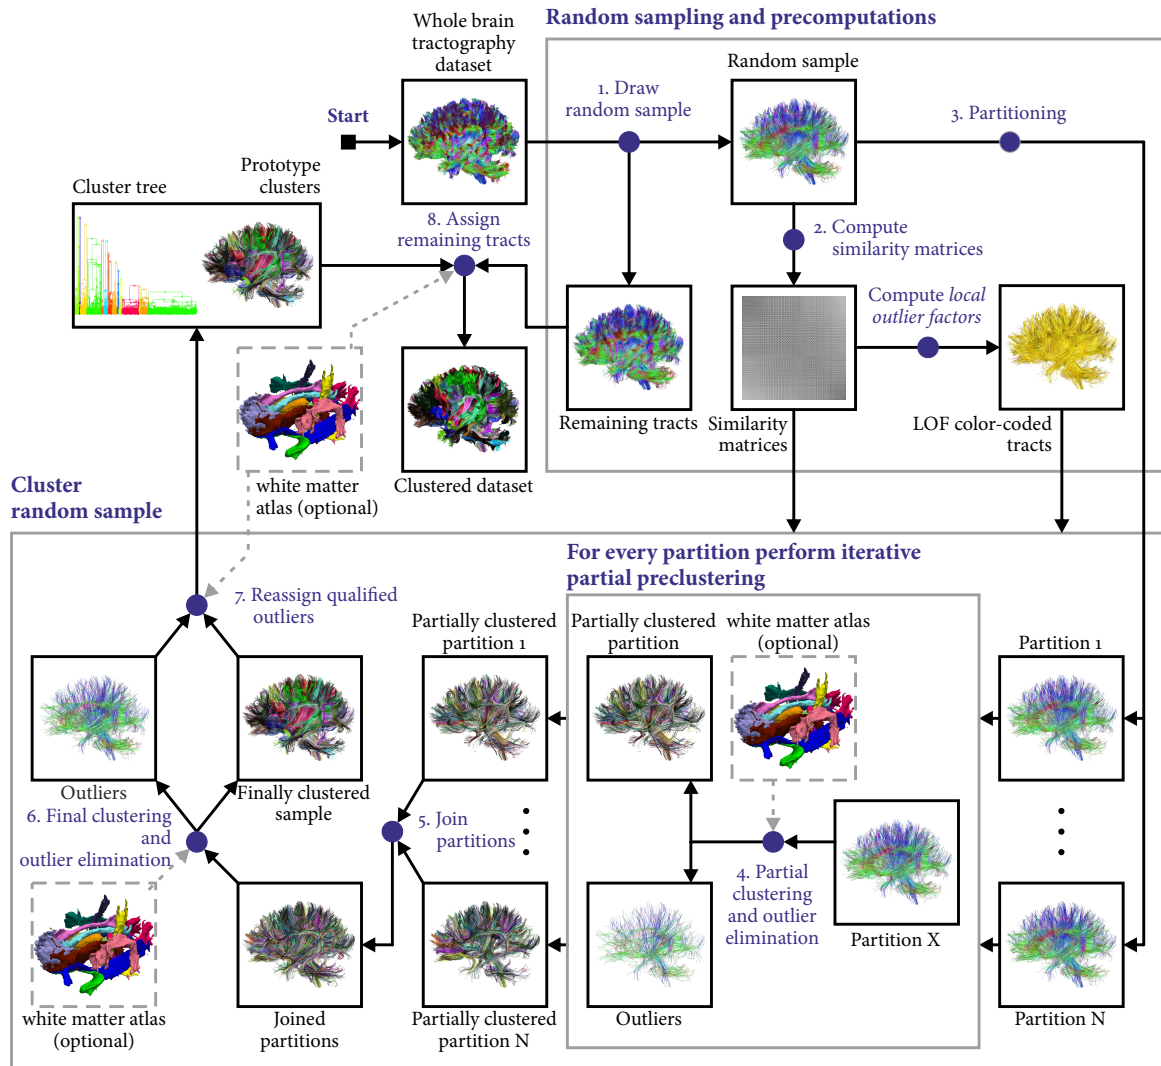 Random sampling and precomputations
Whole brain
tractography
dataset
Random sample
1. Draw
random sample
3. Partitioning
Start
Cluster tree
Prototype
clusters
8. Assign
remaining tracts
2. Compute
similarity matrices
Compute local
outlier factors
Remaining tracts
Similarity
matrices
LOF color-coded
tracts
white matter
atlas (optional)
Clustered dataset
Cluster
random sample
For every partition perform iterative
partial preclustering
7. Reassign qualified
outliers
Partially clustered
partition 1
Partially clustered
partition
white matter atlas
(optional)
Partition 1
Outliers
Finally clustered
sample
6. Final clustering
and
outlier elimination
5. Join
partitions
4. Partial
clustering
and outlier
elimination
Partition X
white matter atlas
(optional)
Joined
partitions
Partially clustered
partition N
Outliers
Partition N